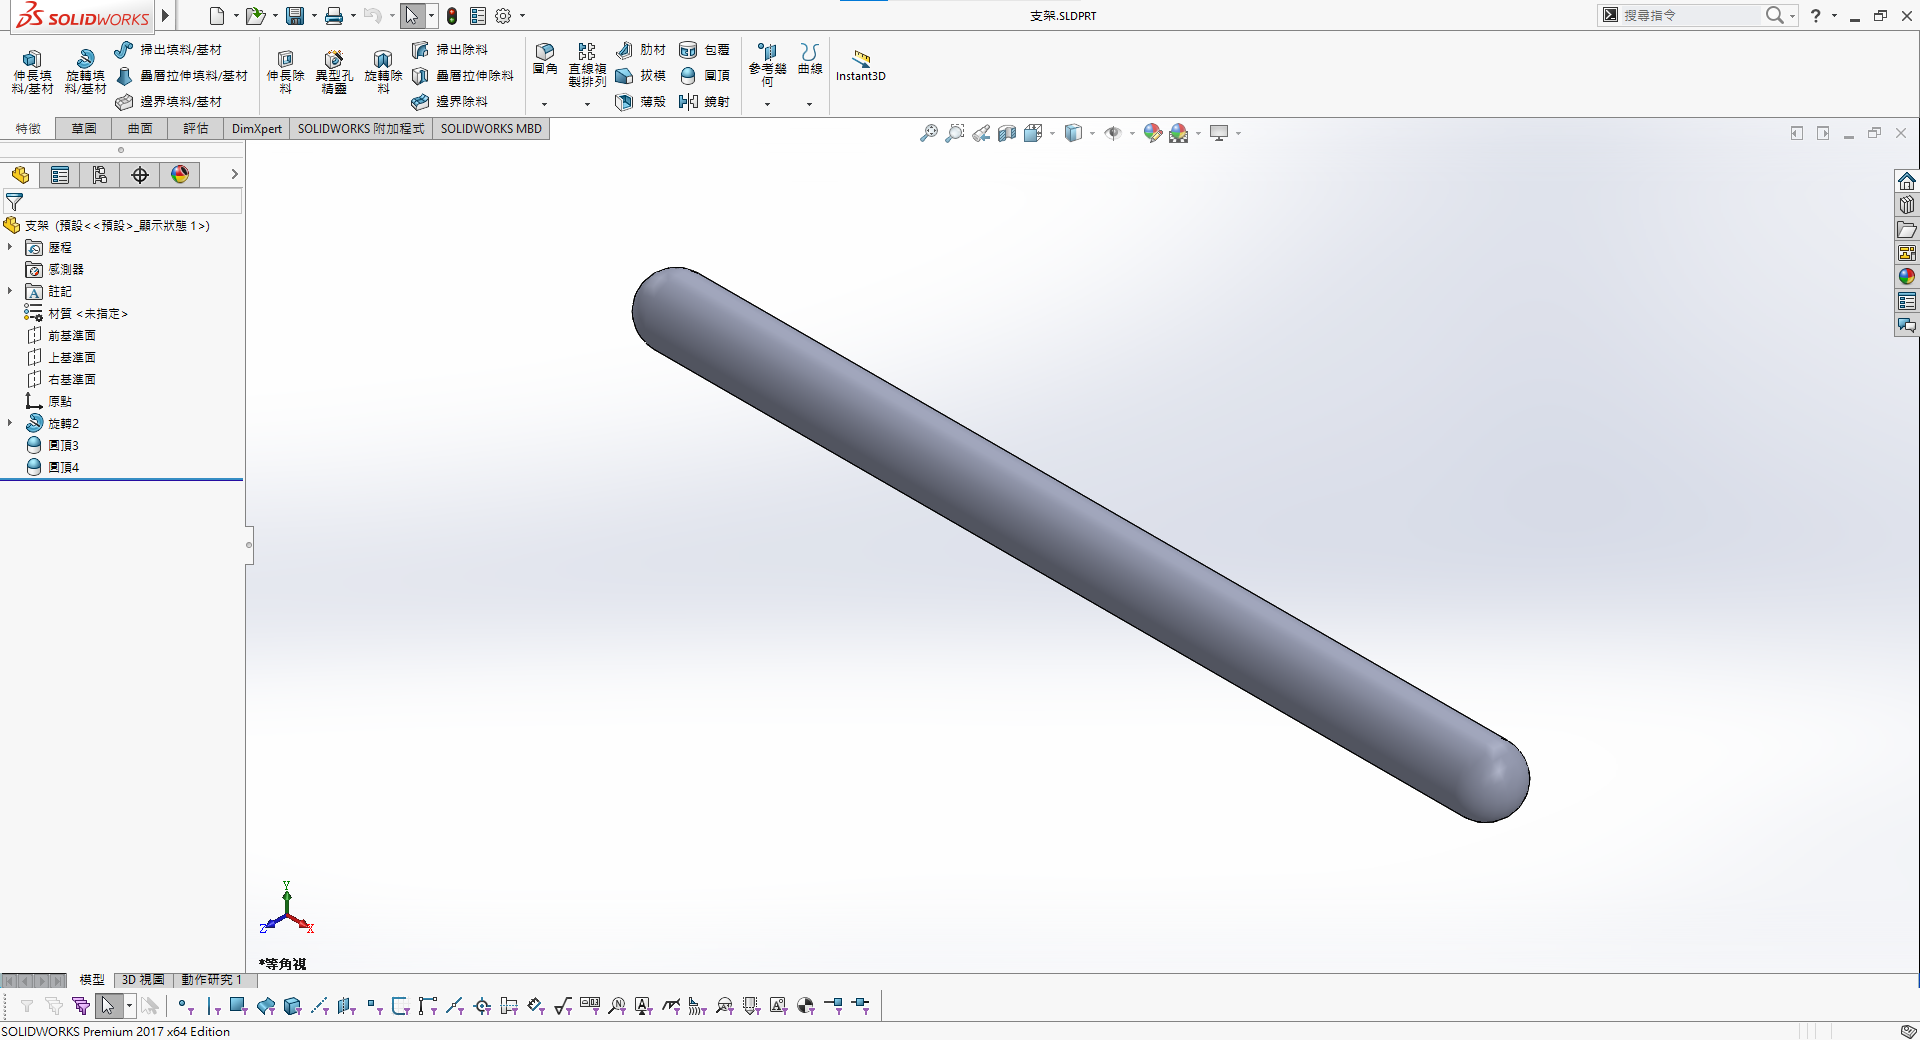 SOLIDWORKS
支架.SLDPRT
搜尋指令
伸長填料/基材
旋轉填料/基材
掃出填料/基材
疊層拉伸填料/基材
邊界填料/基材
伸長除料
異型孔精靈
旋轉除料
掃出除料
疊層拉伸除料
邊界除料
圓角
直線複製排列
肋材
拔模
薄殼
包覆
圓頂
鏡射
參考幾何
曲線
Instant3D
特徵
草圖
曲面
評估
DimXpert
SOLIDWORKS 附加程式
SOLIDWORKS MBD
支架 (預設<<預設>_顯示狀態 1>)
歷程
感測器
註記
材質 <未指定>
前基準面
上基準面
右基準面
原點
旋轉2
圓頂3
圓頂4
Y
Z
X
*等角視
模型
3D 視圖
動作研究 1
SOLIDWORKS Premium 2017 x64 Edition